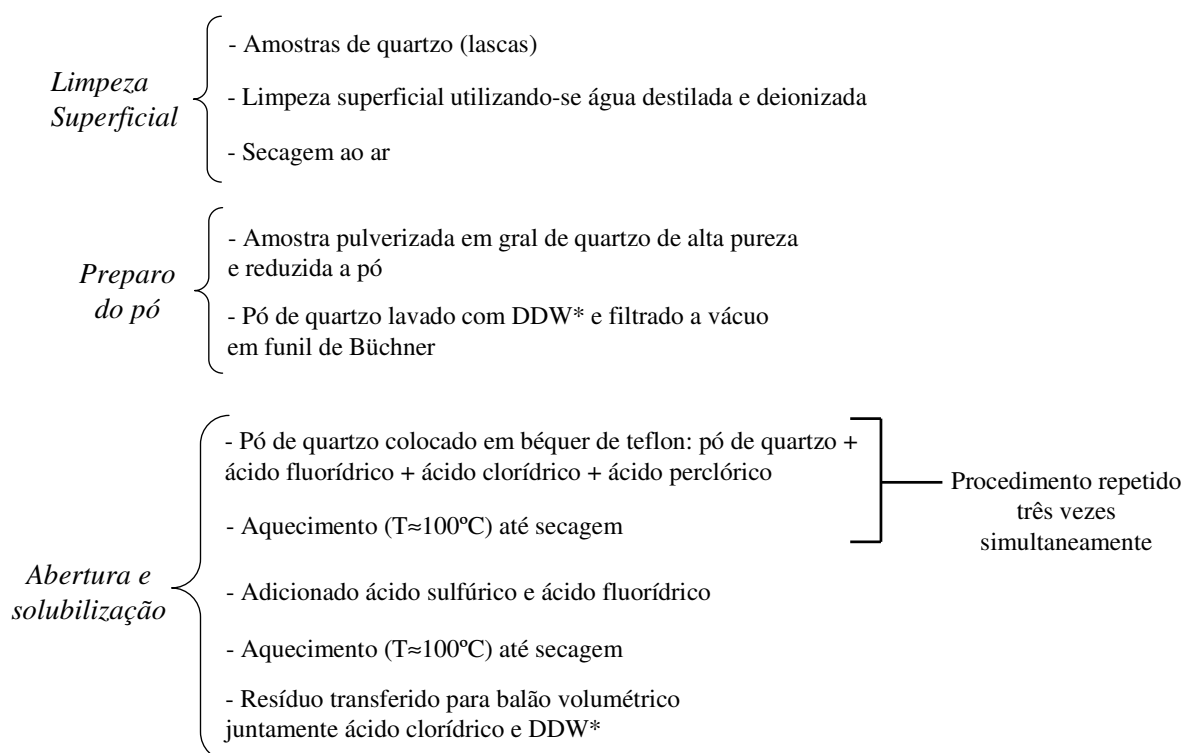 Limpeza
Superficial
- Amostras de quartzo (lascas)
- Limpeza superficial utilizando-se água destilada e deionizada
- Secagem ao ar
Preparo
do pó
- Amostra pulverizada em gral de quartzo de alta pureza
e reduzida a pó
- Pó de quartzo lavado com DDW* e filtrado a vácuo
em funil de Büchner
Abertura e
solubilização
- Pó de quartzo colocado em béquer de teflon: pó de quartzo +
ácido fluorídrico + ácido clorídrico + ácido perclórico
- Aquecimento (T≈100ºC) até secagem
Procedimento repetido
três vezes
simultaneamente
- Adicionado ácido sulfúrico e ácido fluorídrico
- Aquecimento (T≈100ºC) até secagem
- Resíduo transferido para balão volumétrico
juntamente ácido clorídrico e DDW*